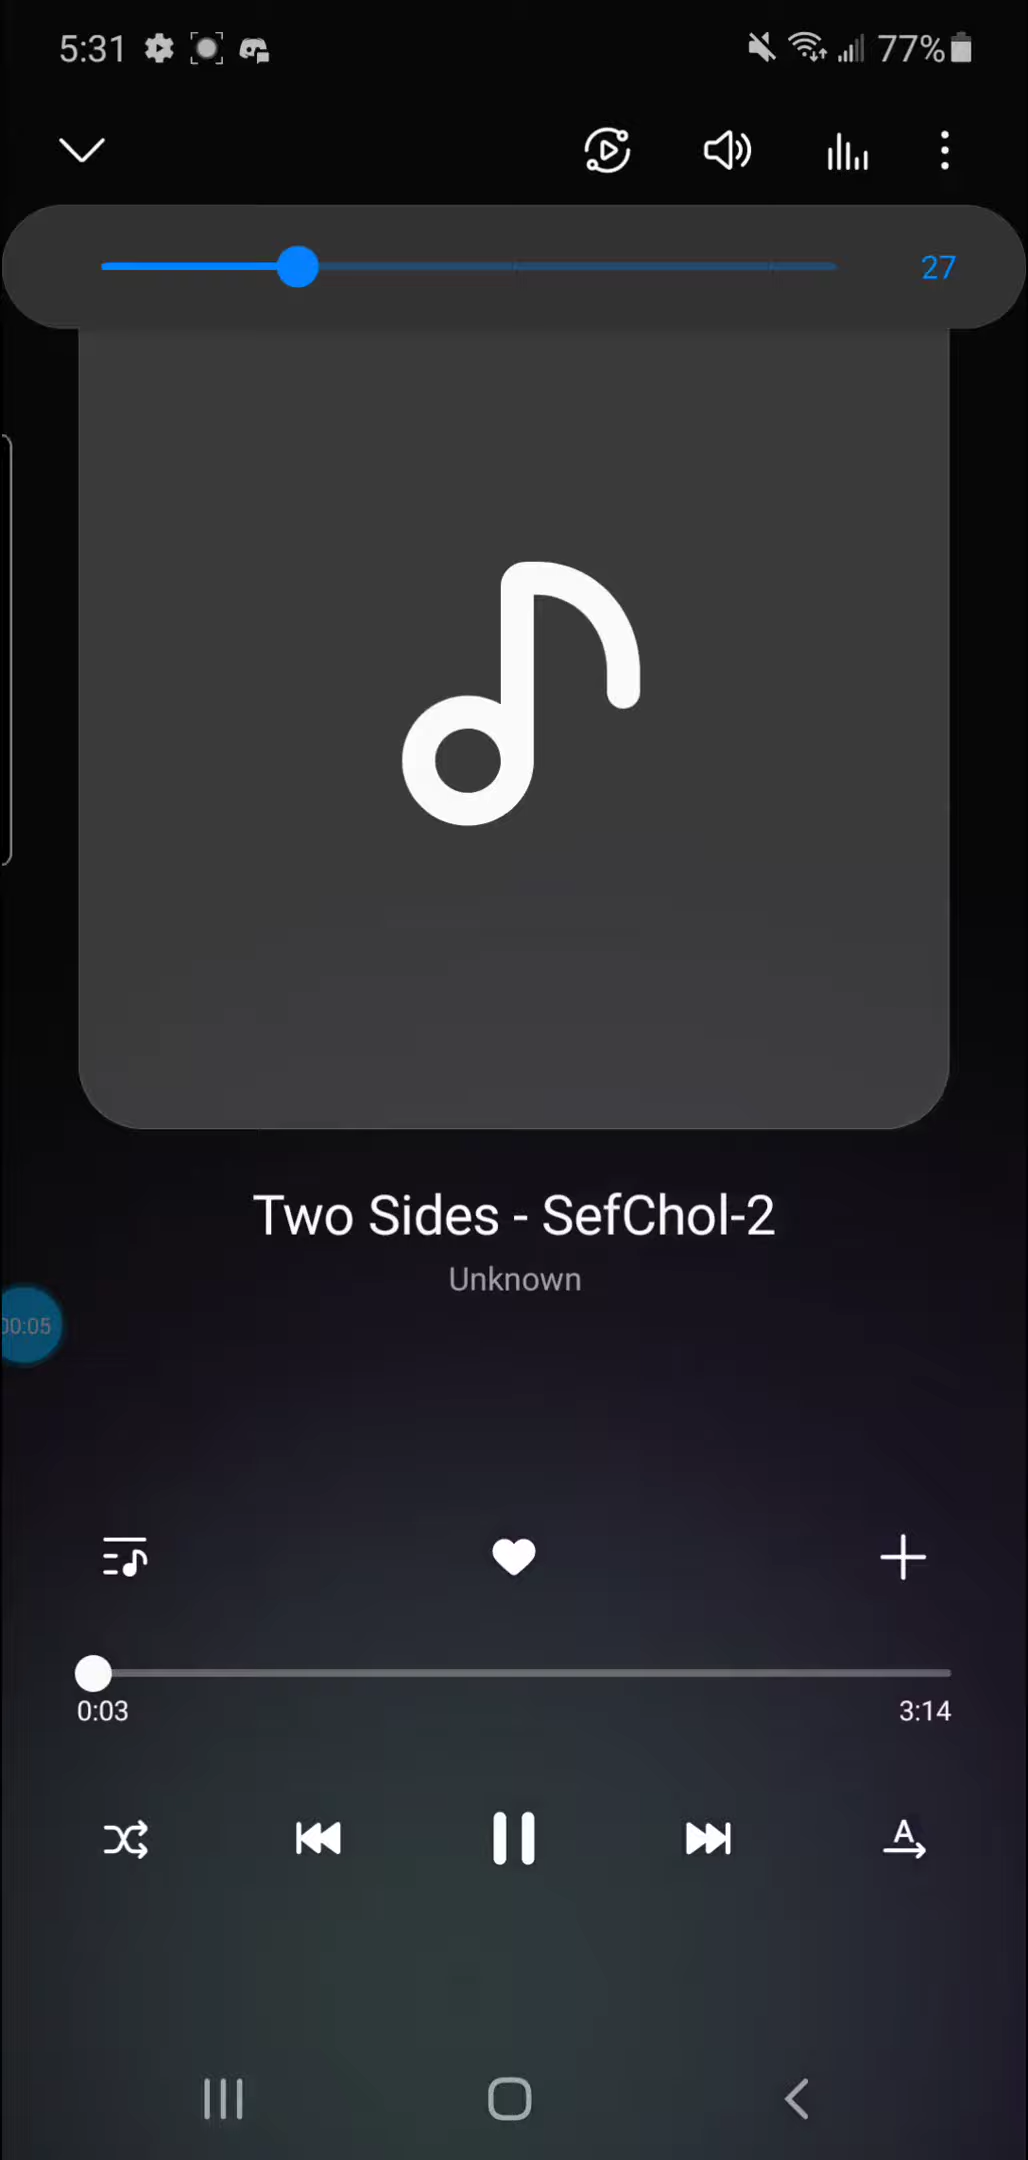 5:31 77%
27
Two Sides - SefChol-2
Unknown
00:05
0:03 3:14
A